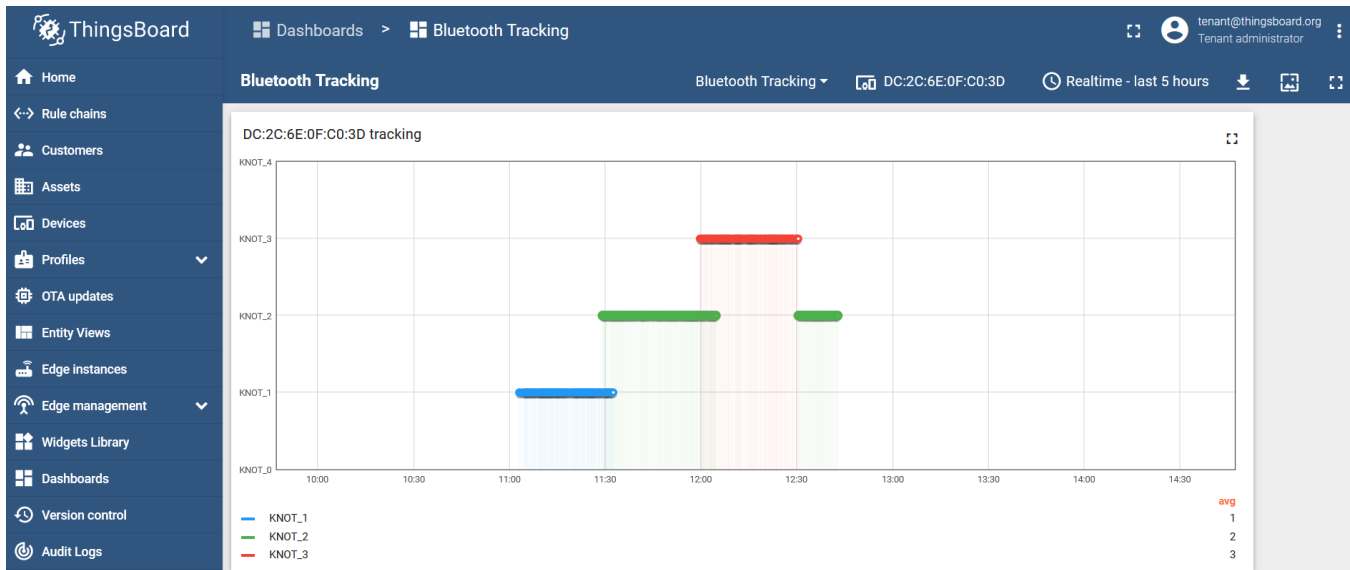 ThingsBoard
Dashboards > Bluetooth Tracking
tenant@thingsboard.org
Tenant administrator
Home
Rule chains
Customers
Assets
Devices
Profiles
OTA updates
Entity Views
Edge instances
Edge management
Widgets Library
Dashboards
Version control
Audit Logs
Bluetooth Tracking
Bluetooth Tracking
DC:2C:6E:0F:C0:3D
Realtime - last 5 hours
DC:2C:6E:0F:C0:3D tracking
KNOT_4
KNOT_3
KNOT_2
KNOT_1
KNOT_0
10:00 10:30 11:00 11:30 12:00 12:30 13:00 13:30 14:00 14:30
avg
KNOT_1 1
KNOT_2 2
KNOT_3 3